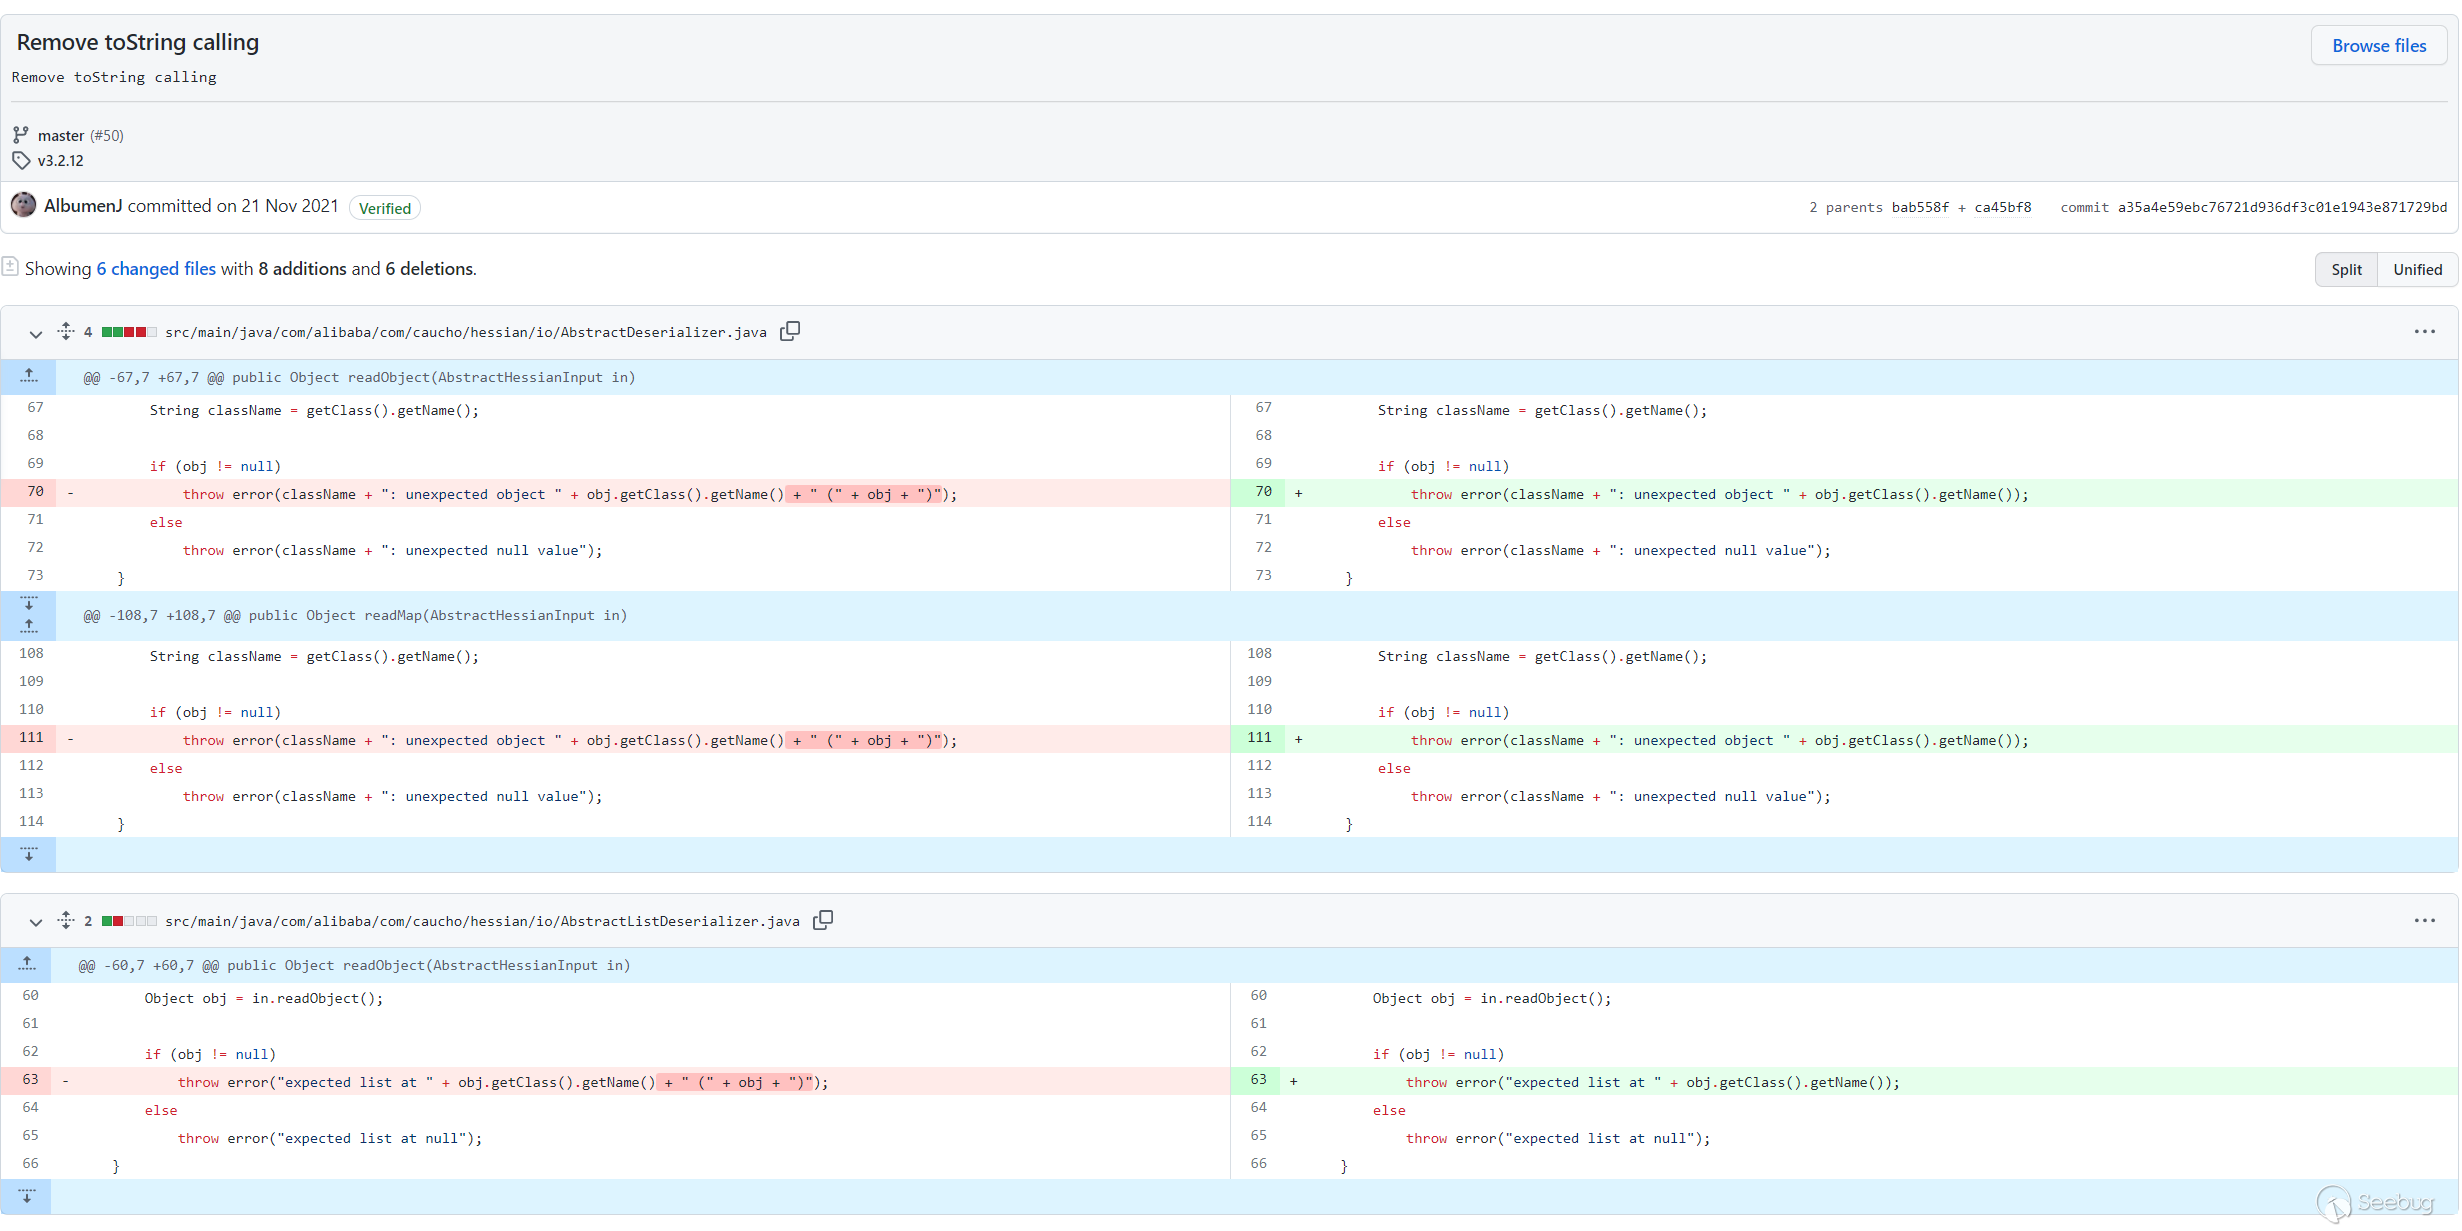 Remove toString calling
Browse files
Remove toString calling
master (#50)
v3.2.12
AlbumenJ committed on 21 Nov 2021 Verified
2 parents bab558f + ca45bf8 commit a35a4e59ebc76721d936df3c01e1943e871729bd
Showing 6 changed files with 8 additions and 6 deletions.
Split Unified
4 src/main/java/com/alibaba/com/caucho/hessian/io/AbstractDeserializer.java
@@ -67,7 +67,7 @@ public Object readObject(AbstractHessianInput in)
67 String className = getClass().getName(); 67 String className = getClass().getName();
68 68
69 if (obj != null) 69 if (obj != null)
70 - throw error(className + ": unexpected object " + obj.getClass().getName() + " (" + obj + ")"); 70 + throw error(className + ": unexpected object " + obj.getClass().getName());
71 else 71 else
72 throw error(className + ": unexpected null value"); 72 throw error(className + ": unexpected null value");
73 } 73 }
@@ -108,7 +108,7 @@ public Object readMap(AbstractHessianInput in)
108 String className = getClass().getName(); 108 String className = getClass().getName();
109 109
110 if (obj != null) 110 if (obj != null)
111 - throw error(className + ": unexpected object " + obj.getClass().getName() + " (" + obj + ")"); 111 + throw error(className + ": unexpected object " + obj.getClass().getName());
112 else 112 else
113 throw error(className + ": unexpected null value"); 113 throw error(className + ": unexpected null value");
114 } 114 }
2 src/main/java/com/alibaba/com/caucho/hessian/io/AbstractListDeserializer.java
@@ -60,7 +60,7 @@ public Object readObject(AbstractHessianInput in)
60 Object obj = in.readObject(); 60 Object obj = in.readObject();
61 61
62 if (obj != null) 62 if (obj != null)
63 - throw error("expected list at " + obj.getClass().getName() + " (" + obj + ")"); 63 + throw error("expected list at " + obj.getClass().getName());
64 else 64 else
65 throw error("expected list at null"); 65 throw error("expected list at null");
66 } 66 }
Seebug